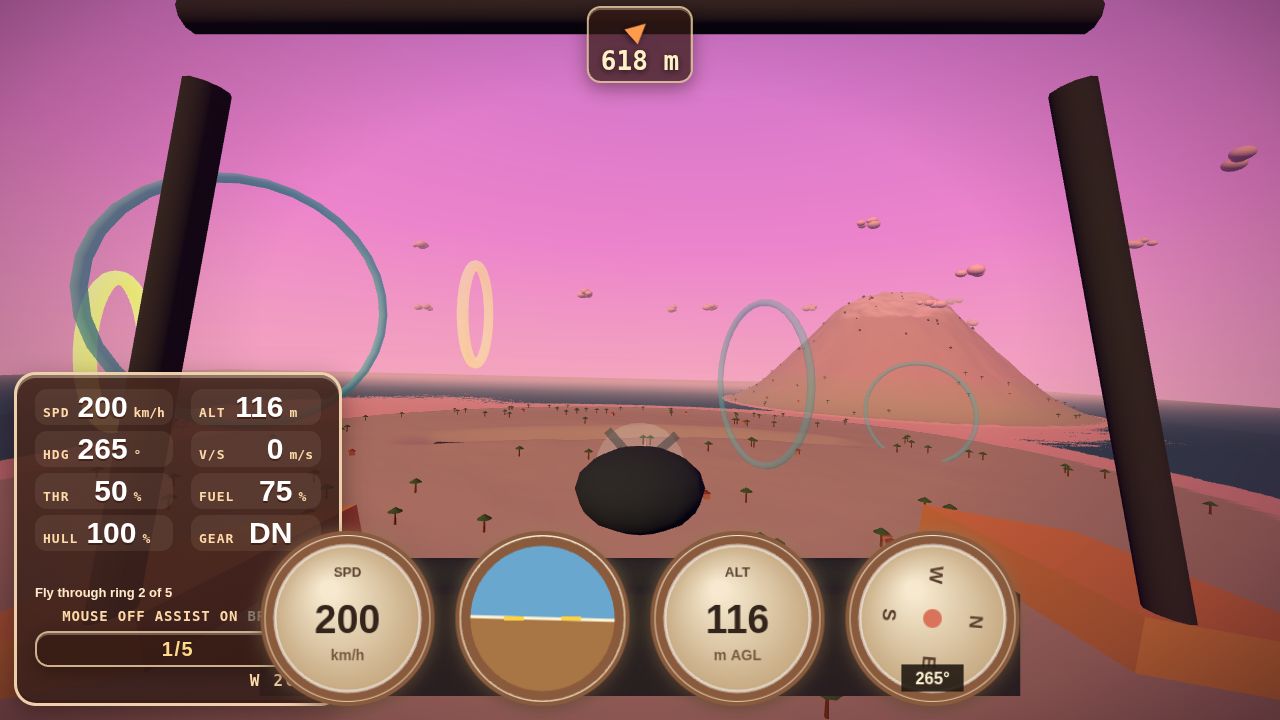 618 m
SPD 200 km/h ALT 116 m
HDG 265 ° V/S 0 m/s
THR 50 % FUEL 75 %
HULL 100 % GEAR DN
Fly through ring 2 of 5
MOUSE OFF ASSIST ON
1/5
W
SPD
200
km/h
ALT
116
m AGL
W
S
N
E
265°